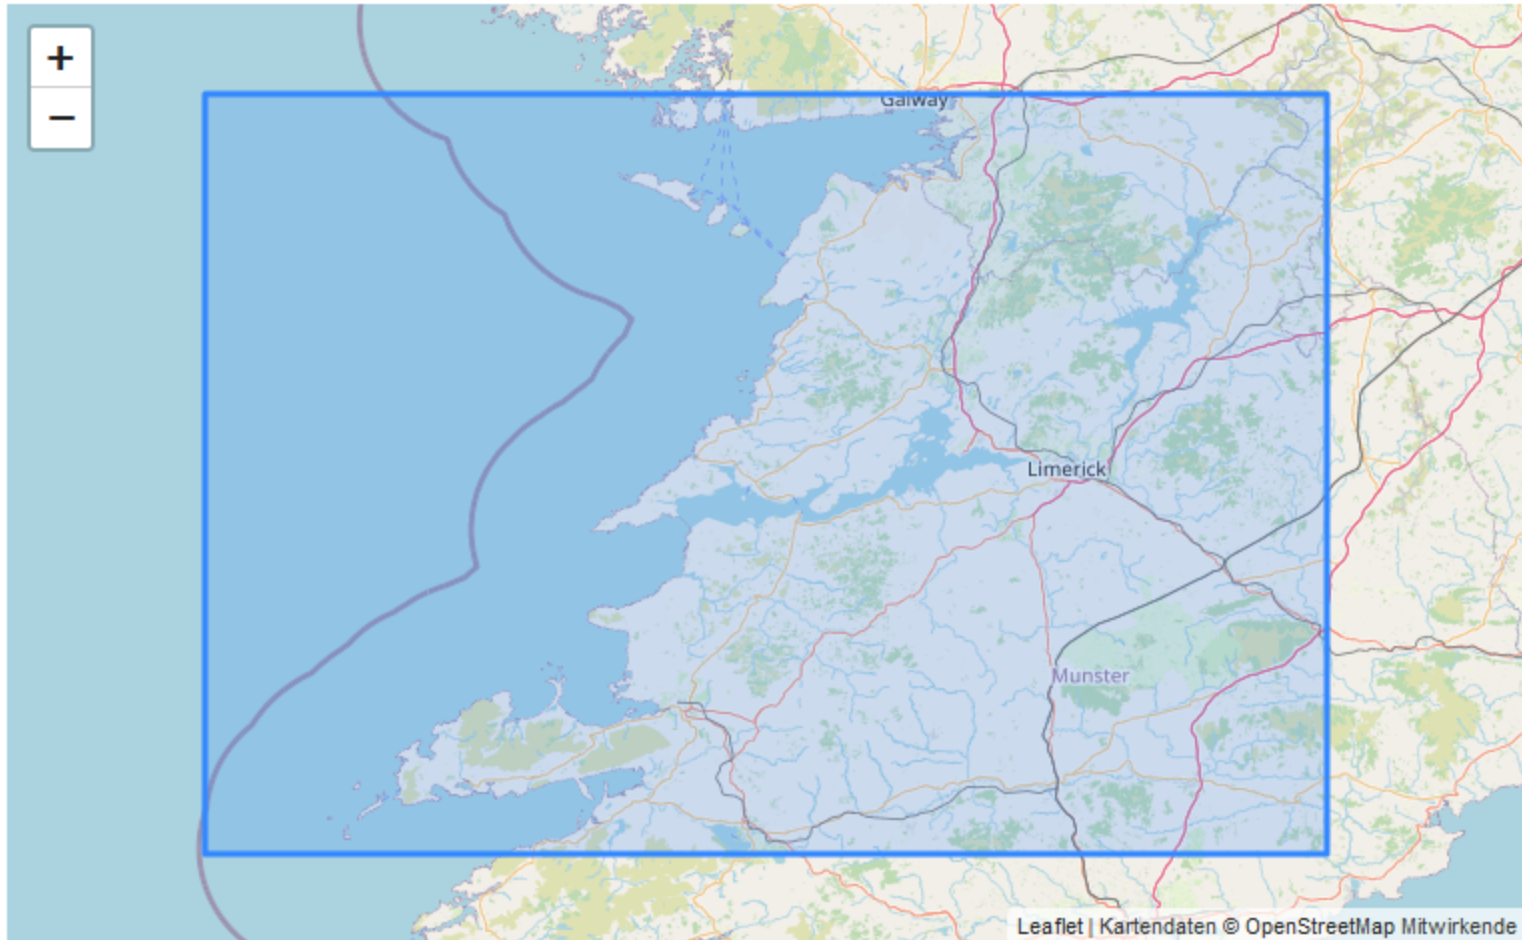 +
−
Galway
Limerick
Munster
Leaflet | Kartendaten © OpenStreetMap Mitwirkende